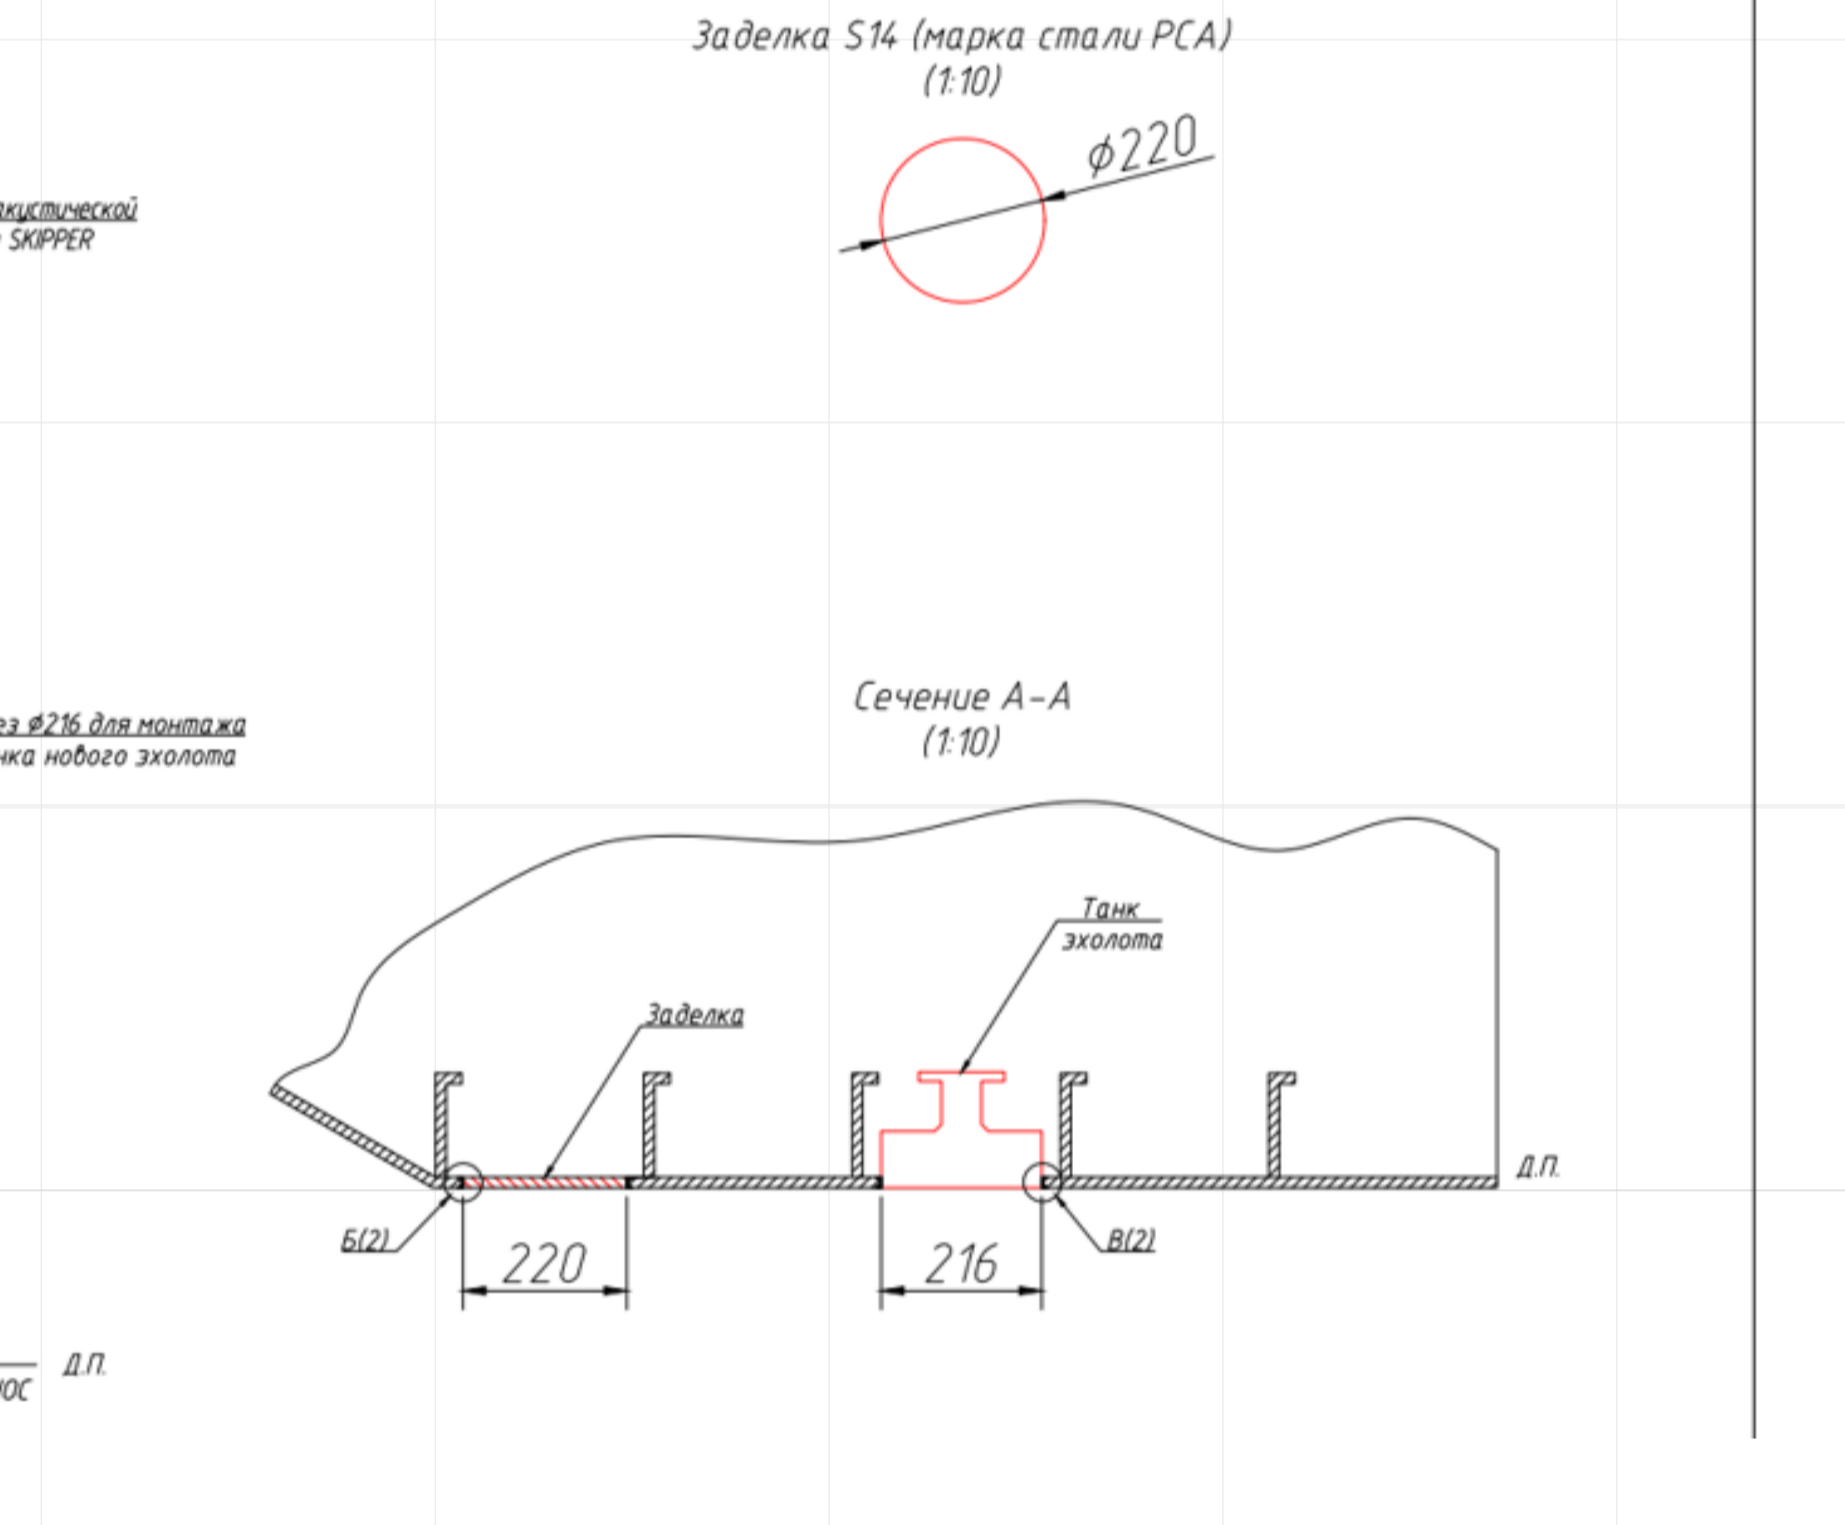 Заделка S14 (марка стали РСА)
(1:10)
ϕ220
акустической
SKIPPER
ϕ216 для монтажа
нового эхолота
Сечение А-А
(1:10)
Танк
эхолота
Заделка
Д.П.
Б(2)
В(2)
220
216
Д.П.